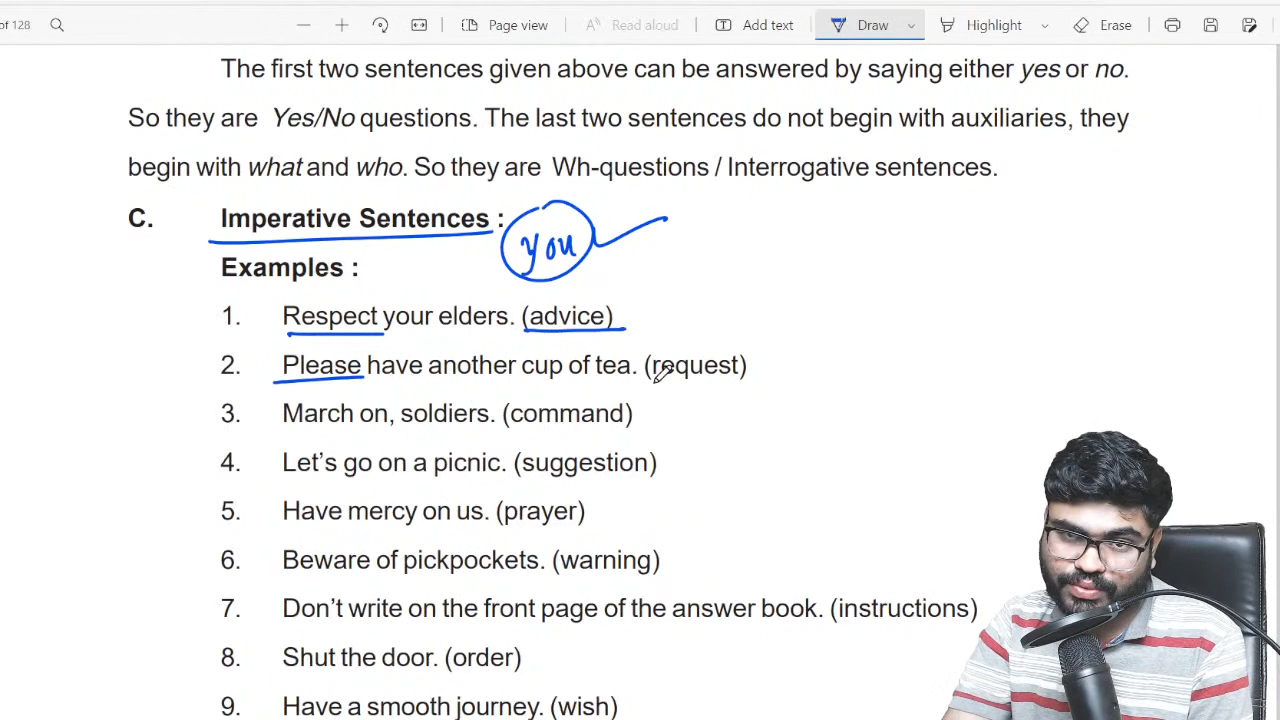 of 128
Page view
Read aloud
Add text
Draw
Highlight
Erase
The first two sentences given above can be answered by saying either yes or no.
So they are Yes/No questions. The last two sentences do not begin with auxiliaries, they
begin with what and who. So they are Wh-questions / Interrogative sentences.
C. Imperative Sentences :
you
Examples :
1. Respect your elders. (advice)
2. Please have another cup of tea. (request)
3. March on, soldiers. (command)
4. Let's go on a picnic. (suggestion)
5. Have mercy on us. (prayer)
6. Beware of pickpockets. (warning)
7. Don't write on the front page of the answer book. (instructions)
8. Shut the door. (order)
9. Have a smooth journey. (wish)